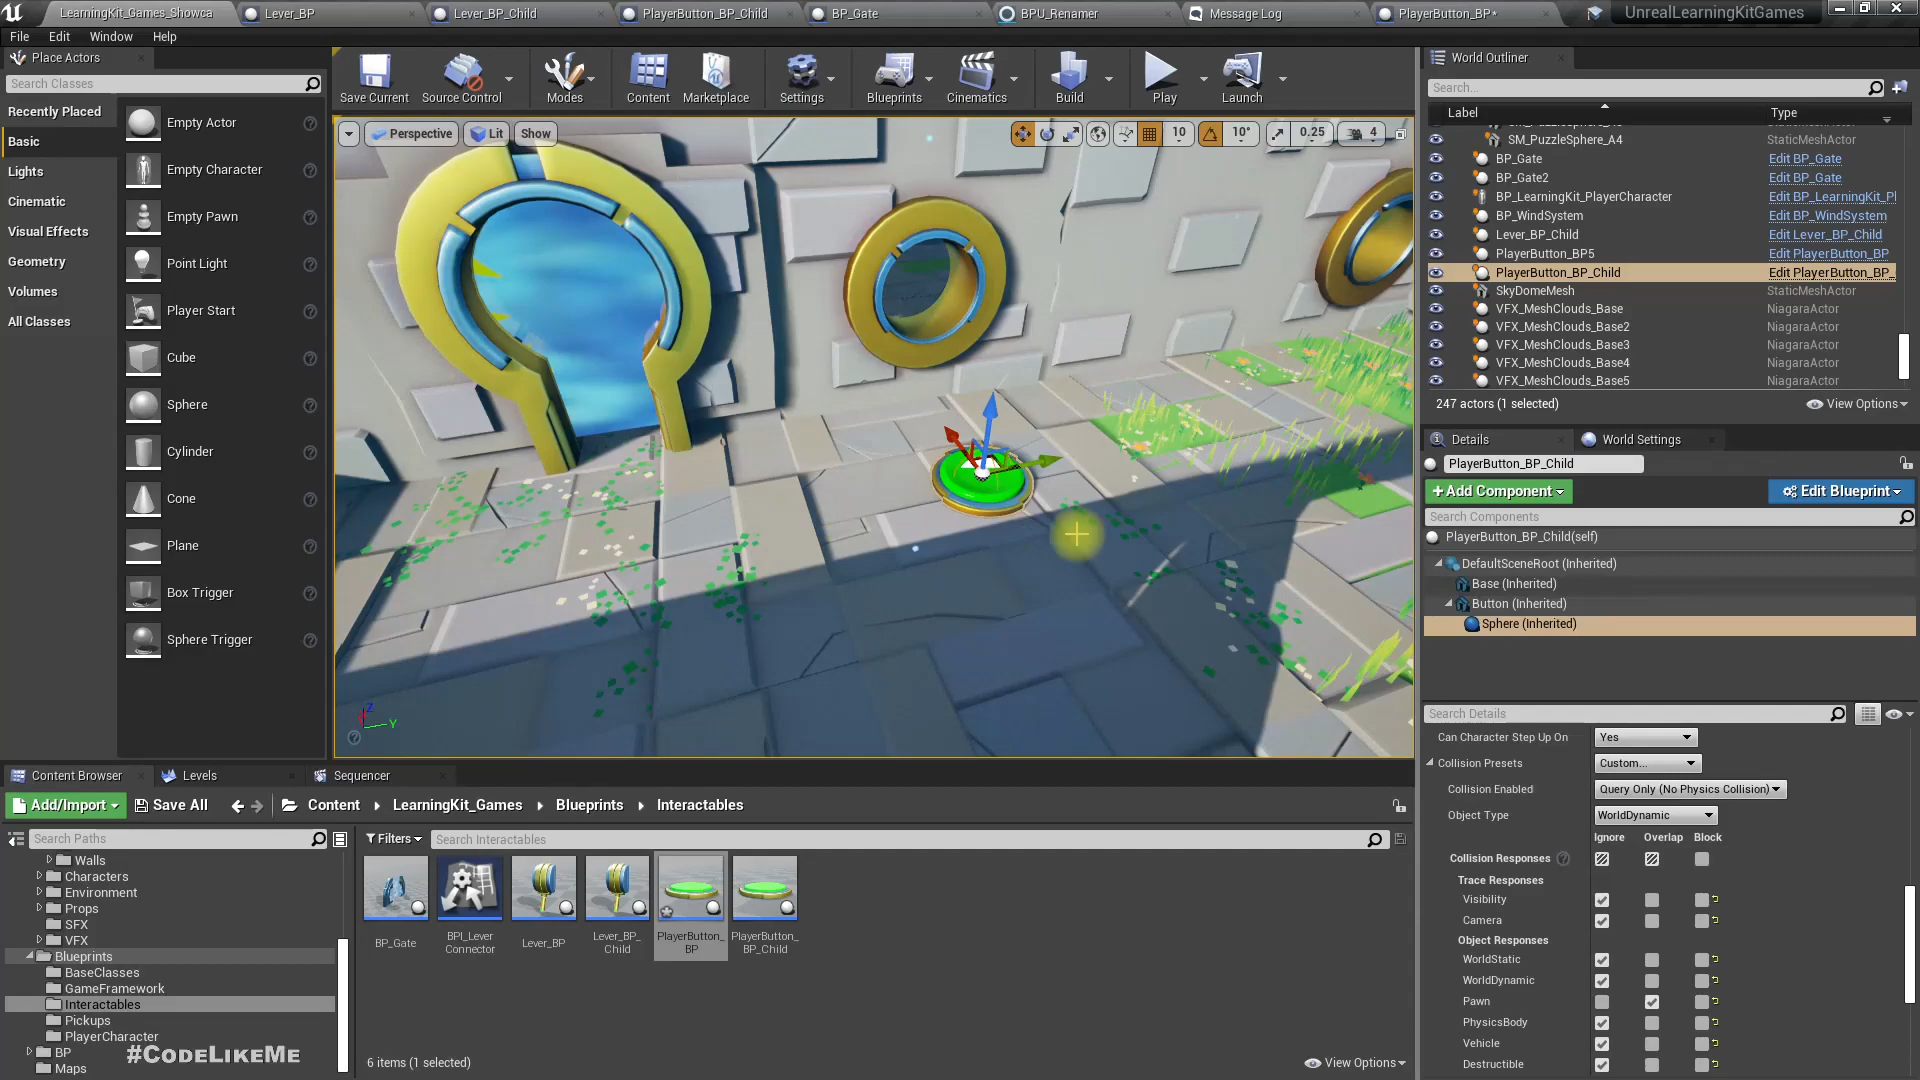 LearningKit_Games_Showca
Lever_BP
Lever_BP_Child
PlayerButton_BP_Child
BP_Gate
BPU_Renamer
Message Log
PlayerButton_BP*
UnrealLearningKitGames
File
Edit
Window
Help
Place Actors
Search Classes
Recently Placed
Basic
Lights
Cinematic
Visual Effects
Geometry
Volumes
All Classes
Empty Actor
Empty Character
Empty Pawn
Point Light
Player Start
Cube
Sphere
Cylinder
Cone
Plane
Box Trigger
Sphere Trigger
Save Current
Source Control
Modes
Content
Marketplace
Settings
Blueprints
Cinematics
Build
Play
Launch
Perspective
Lit
Show
10
10°
0.25
4
Z
Y
World Outliner
Search...
Label
Type
SM_PuzzleSphere_A4
StaticMeshActor
BP_Gate
Edit BP_Gate
BP_Gate2
Edit BP_Gate
BP_LearningKit_PlayerCharacter
Edit BP_LearningKit_Pl
BP_WindSystem
Edit BP_WindSystem
Lever_BP_Child
Edit Lever_BP_Child
PlayerButton_BP5
Edit PlayerButton_BP
PlayerButton_BP_Child
Edit PlayerButton_BP_
SkyDomeMesh
StaticMeshActor
VFX_MeshClouds_Base
NiagaraActor
VFX_MeshClouds_Base2
NiagaraActor
VFX_MeshClouds_Base3
NiagaraActor
VFX_MeshClouds_Base4
NiagaraActor
VFX_MeshClouds_Base5
NiagaraActor
247 actors (1 selected)
View Options
Details
World Settings
PlayerButton_BP_Child
+Add Component
Edit Blueprint
Search Components
PlayerButton_BP_Child(self)
DefaultSceneRoot (Inherited)
Base (Inherited)
Button (Inherited)
Sphere (Inherited)
Search Details
Can Character Step Up On
Yes
Collision Presets
Custom...
Collision Enabled
Query Only (No Physics Collision)
Object Type
WorldDynamic
Ignore
Overlap
Block
Collision Responses
Trace Responses
Visibility
Camera
Object Responses
WorldStatic
WorldDynamic
Pawn
PhysicsBody
Vehicle
Destructible
Content Browser
Levels
Sequencer
Add/Import
Save All
Content
LearningKit_Games
Blueprints
Interactables
Search Paths
Filters
Search Interactables
Walls
Characters
Environment
Props
SFX
VFX
Blueprints
BaseClasses
GameFramework
Interactables
Pickups
PlayerCharacter
BP
Maps
#CodeLikeMe
BP_Gate
BPI_Lever
Connector
Lever_BP
Lever_BP_
Child
PlayerButton_
BP
PlayerButton_
BP_Child
6 items (1 selected)
View Options